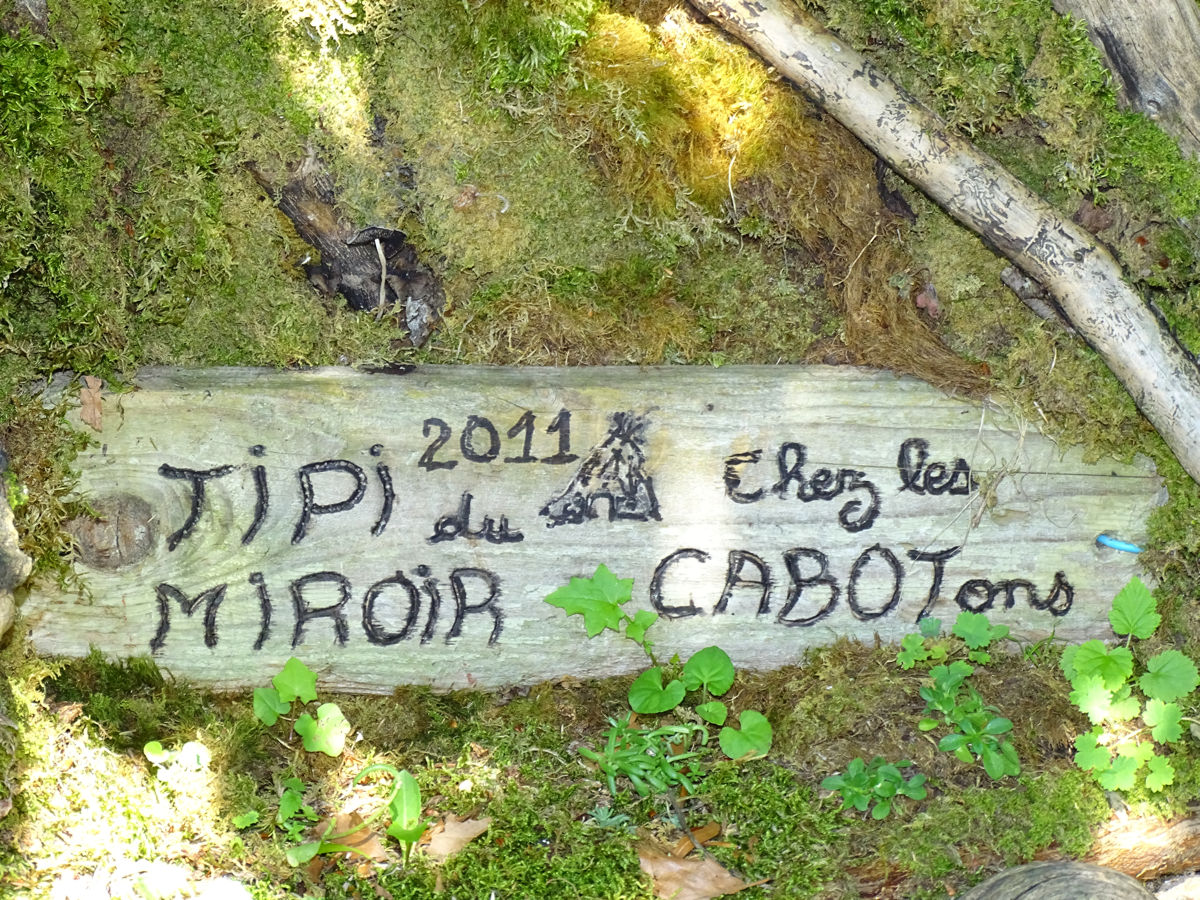 TiPi 2011
du
MiROiR
Chez les
CABOTons